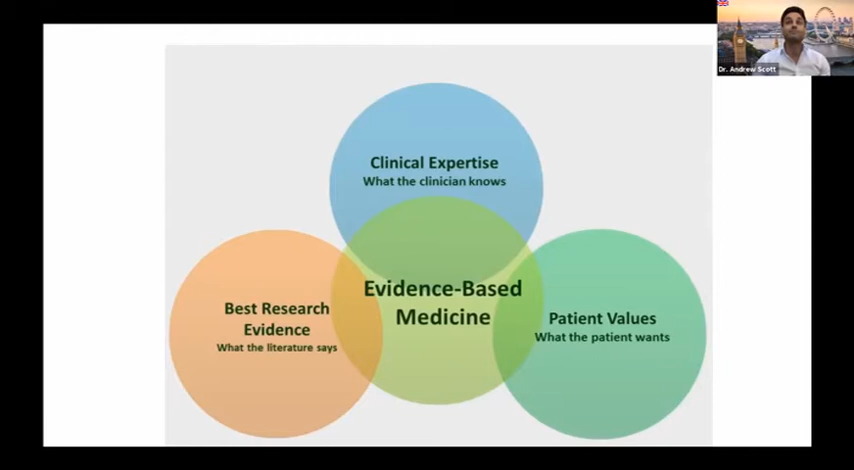 Dr. Andrew Scott
Clinical Expertise
What the clinician knows
Evidence-Based
Medicine
Best Research
Evidence
What the literature says
Patient Values
What the patient wants